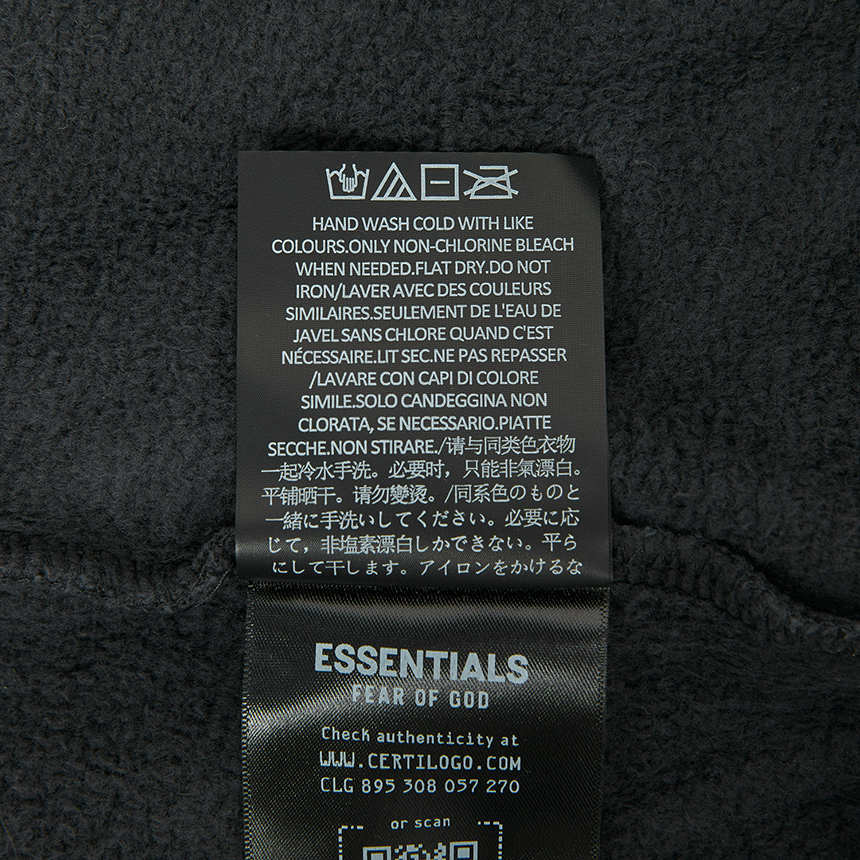 HAND WASH COLD WITH LIKE
COLOURS.ONLY NON-CHLORINE BLEACH
WHEN NEEDED.FLAT DRY.DO NOT
IRON/LAVER AVEC DES COULEURS
SIMILAIRES.SEULEMENT DE L'EAU DE
JAVEL SANS CHLORE QUAND C'EST
NÉCESSAIRE.LIT SEC.NE PAS REPASSER
/LAVARE CON CAPI DI COLORE
SIMILE.SOLO CANDEGGINA NON
CLORATA, SE NECESSARIO.PIATTE
SECCHE.NON STIRARE./请与同类色衣物
一起冷水手洗。必要时，只能非氧漂白。
平铺晒干。请勿變烫。/同系色のものと
一緒に手洗いしてください。必要に応
じて，非塩素漂白しかできない。平ら
にして干します。アイロンをかけるな
ESSENTIALS
FEAR OF GOD
Check authenticity at
WWW.CERTILOGO.COM
CLG 895 308 057 270
or scan